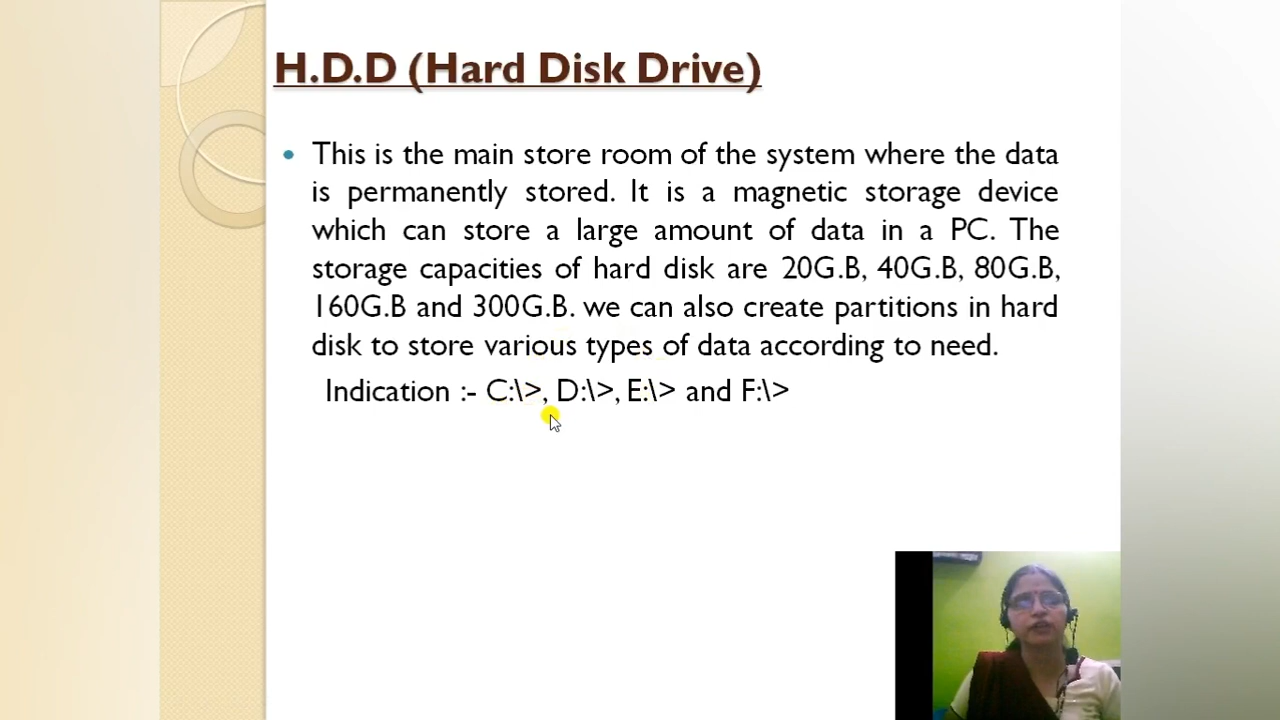 H.D.D (Hard Disk Drive)
• This is the main store room of the system where the data
is permanently stored. It is a magnetic storage device
which can store a large amount of data in a PC. The
storage capacities of hard disk are 20G.B, 40G.B, 80G.B,
160G.B and 300G.B. we can also create partitions in hard
disk to store various types of data according to need.
Indication :- C:\>, D:\>, E:\> and F:\>